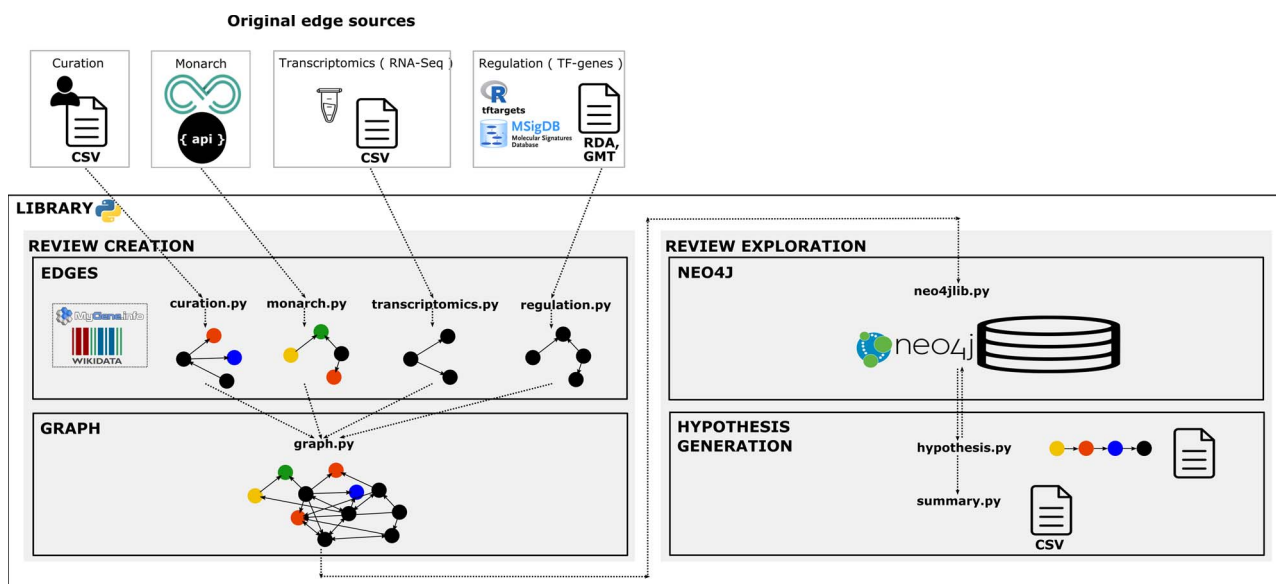 Original edge sources
Curation
CSV
Monarch
{ api }
Transcriptomics ( RNA-Seq )
CSV
Regulation ( TF-genes )
R
tftargets
MSigDB
Molecular Signatures
Database
RDA,
GMT
LIBRARY
REVIEW CREATION
EDGES
MyGene.info
WIKIDATA
curation.py
monarch.py
transcriptomics.py
regulation.py
GRAPH
graph.py
REVIEW EXPLORATION
NEO4J
neo4jlib.py
neo4j
HYPOTHESIS
GENERATION
hypothesis.py
summary.py
CSV